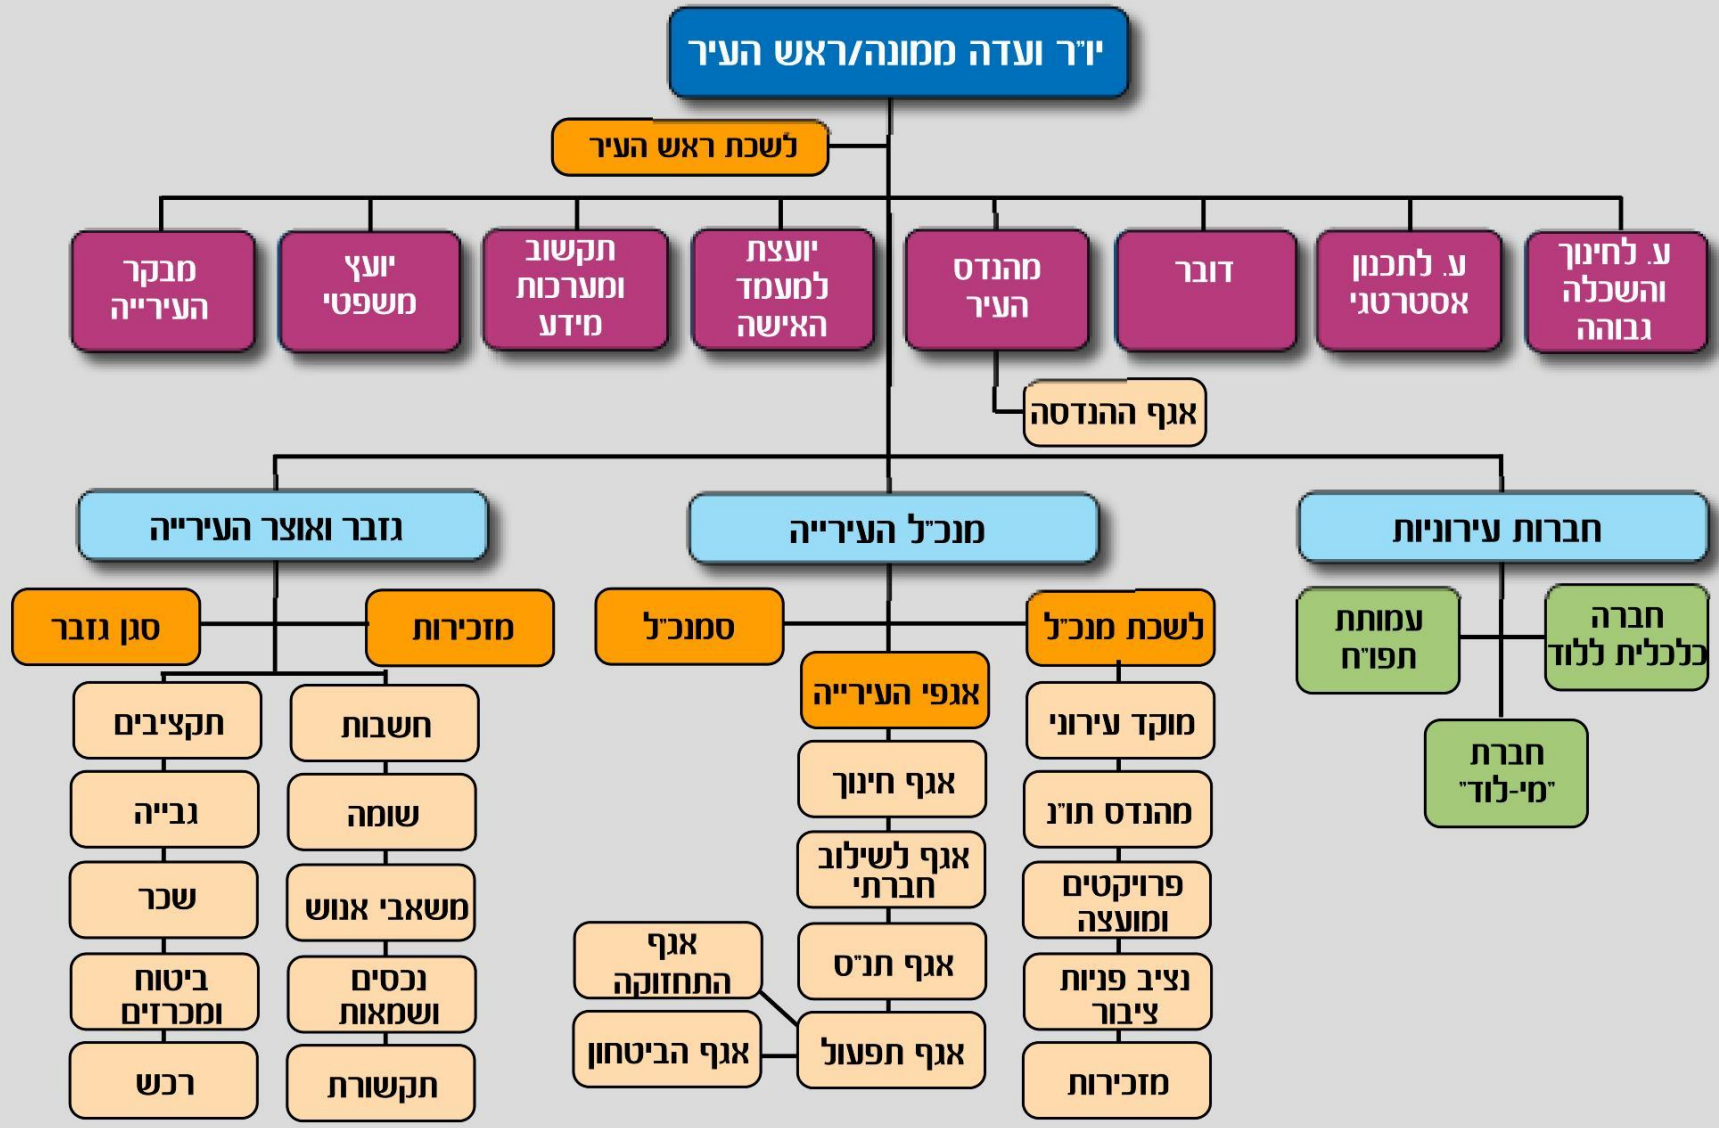 יו"ר ועדה ממונה/ראש העיר
לשכת ראש העיר
ע. לחינוך
והשכלה
גבוהה
ע. לתכנון
אסטרטגי
דובר
מהנדס
העיר
יועצת
למעמד
האישה
תקשוב
ומערכות
מידע
יועץ
משפטי
מבקר
העירייה
אגף ההנדסה
חברות עירוניות
מנכ"ל העירייה
גזבר ואוצר העירייה
חברה
כלכלית ללוד
עמותת
תפו"ח
חברת
"מי-לוד"
לשכת מנכ"ל
סמנכ"ל
אגפי העירייה
מוקד עירוני
מהנדס תו"נ
פרויקטים
ומועצה
נציב פניות
ציבור
מזכירות
אגף חינוך
אגף לשילוב
חברתי
אגף תנ"ס
אגף תפעול
אגף
התחזוקה
אגף הביטחון
מזכירות
סגן גזבר
חשבות
שומה
משאבי אנוש
נכסים
ושמאות
תקשורת
תקציבים
גבייה
שכר
ביטוח
ומכרזים
רכש